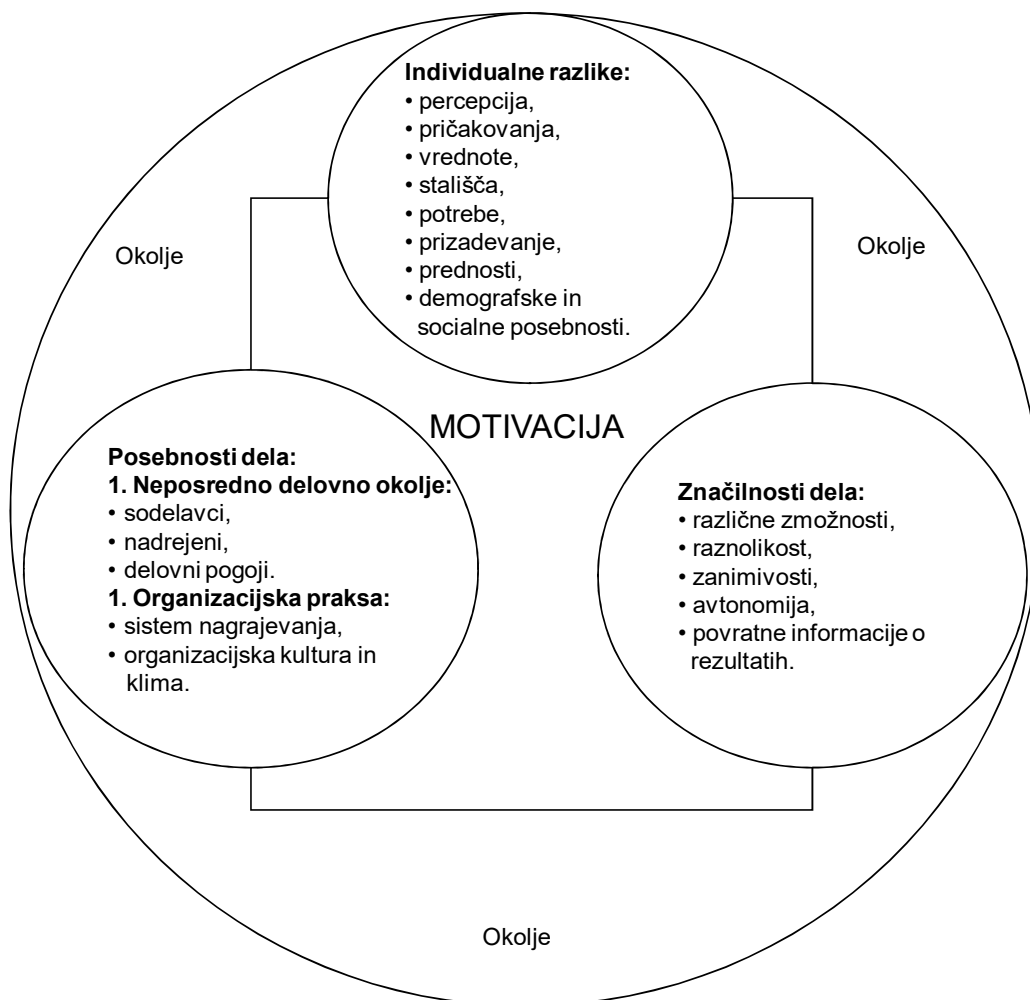 Individualne razlike:
• percepcija,
• pričakovanja,
• vrednote,
• stališča,
• potrebe,
• prizadevanje,
• prednosti,
• demografske in
socialne posebnosti.
Okolje
Okolje
MOTIVACIJA
Posebnosti dela:
1. Neposredno delovno okolje:
• sodelavci,
• nadrejeni,
• delovni pogoji.
1. Organizacijska praksa:
• sistem nagrajevanja,
• organizacijska kultura in
klima.
Značilnosti dela:
• različne zmožnosti,
• raznolikost,
• zanimivosti,
• avtonomija,
• povratne informacije o
rezultatih.
Okolje